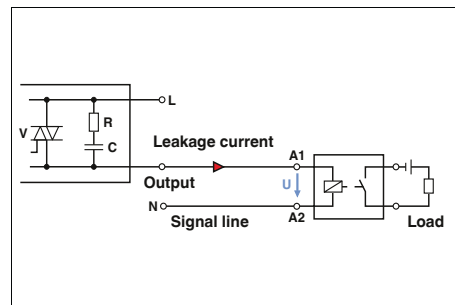 L
R
V
C
Leakage current
A1
Output
U
N
Signal line
A2
Load